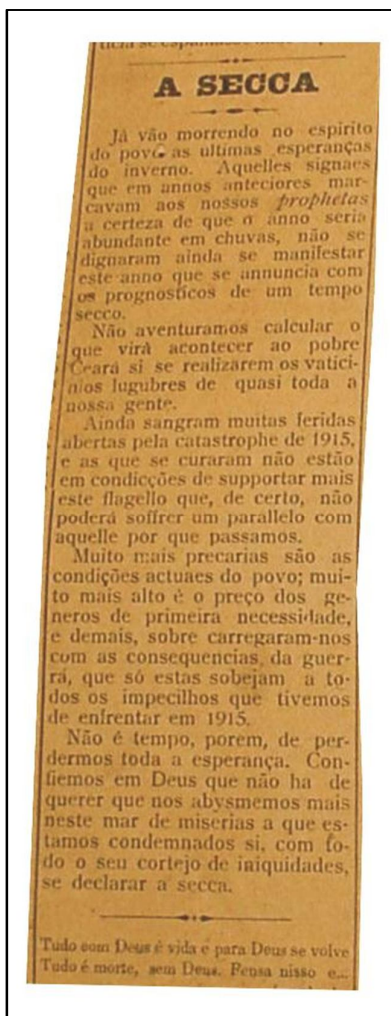 A SECCA
Já vão morrendo no espirito
do povo as ultimas esperanças
do inverno. Aquelles signaes
que em annos anteciores mar-
cavam aos nossos prophetas
a certeza de que o anno seria
abundante em chuvas, não se
dignaram ainda se manifestar
este anno que se annuncia com
os prognosticos de um tempo
secco.
Não aventuramos calcular o
que virá acontecer ao pobre
Ceará si se realizarem os vatici-
nios lugubres de quasi toda a
nossa gente.
Ainda sangram muitas feridas
abertas pela catastrophe de 1915,
e as que se curaram não estão
em condicções de supportar mais
este flagello que, de certo, não
poderá soffrer um parallelo com
aquelle por que passamos.
Muito mais precarias são as
condições actuaes do povo; mui-
to mais alto é o preço dos ge-
neros de primeira necessidade,
e demais, sobre carregaram-nos
com as consequencias, da guer-
rá, que só estas sobejam a to-
dos os impecilhos que tivemos
de enfrentar em 1915.
Não é tempo, porem, de per-
dermos toda a esperança. Con-
fiemos em Deus que não ha de
querer que nos abysmemos mais
neste mar de miserias a que es-
tamos condemnados si, com fo-
do o seu cortejo de iniquidades,
se declarar a secca.
Tudo com Deus é vida e para Deus se volve
Tudo é morte, sem Deus. Pensa nisso e...